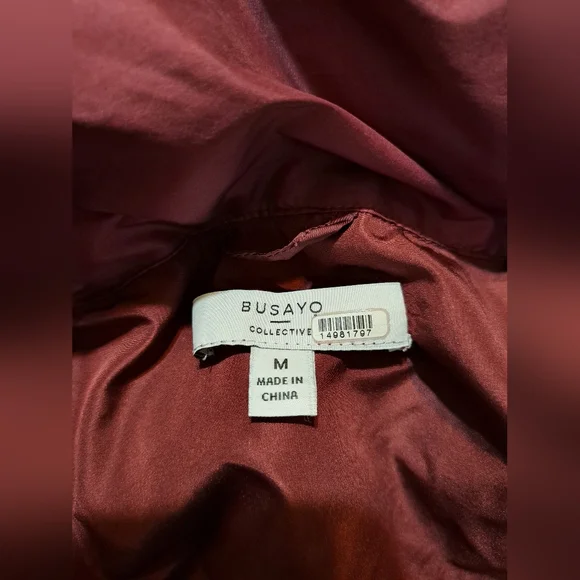 BUSAYO
COLLECTIVE
14981797
M
MADE IN
CHINA